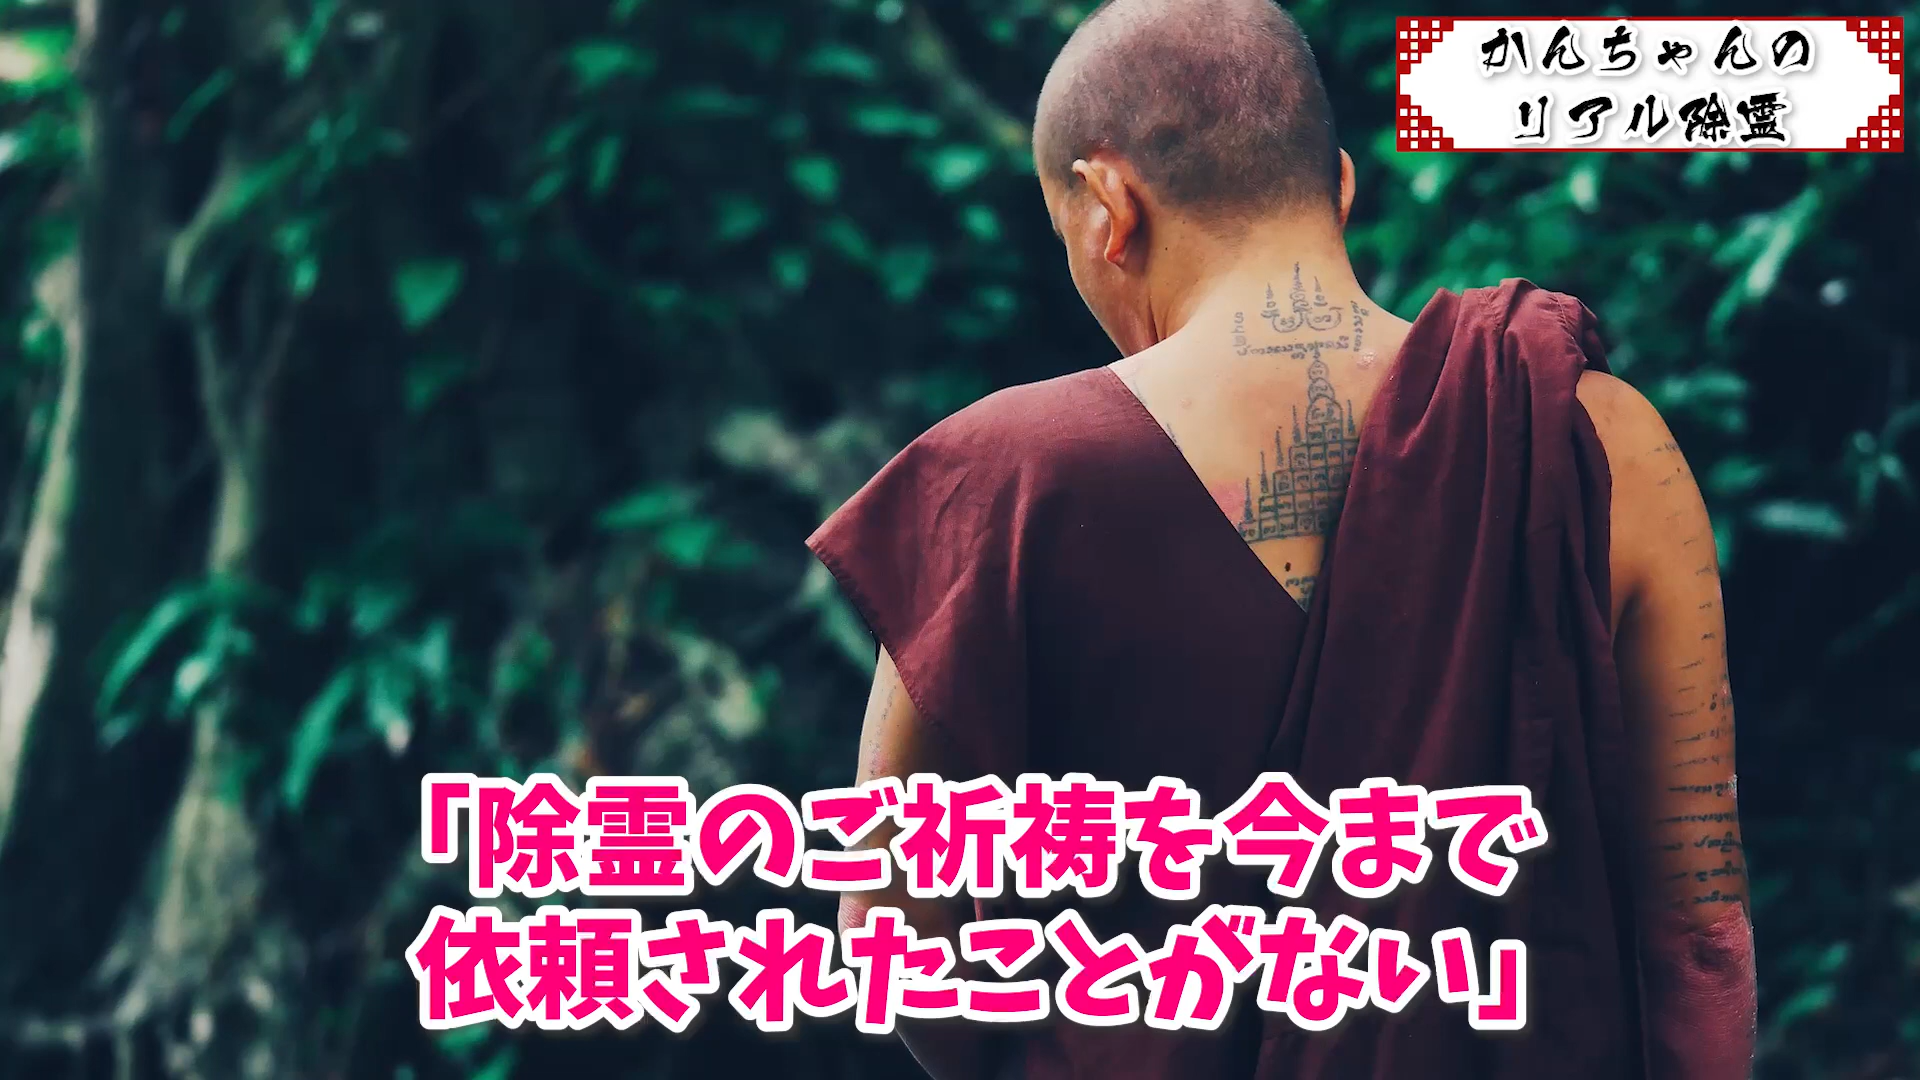 かんちゃんの
リアル除霊
「除霊のご祈祷を今まで
依頼されたことがない」